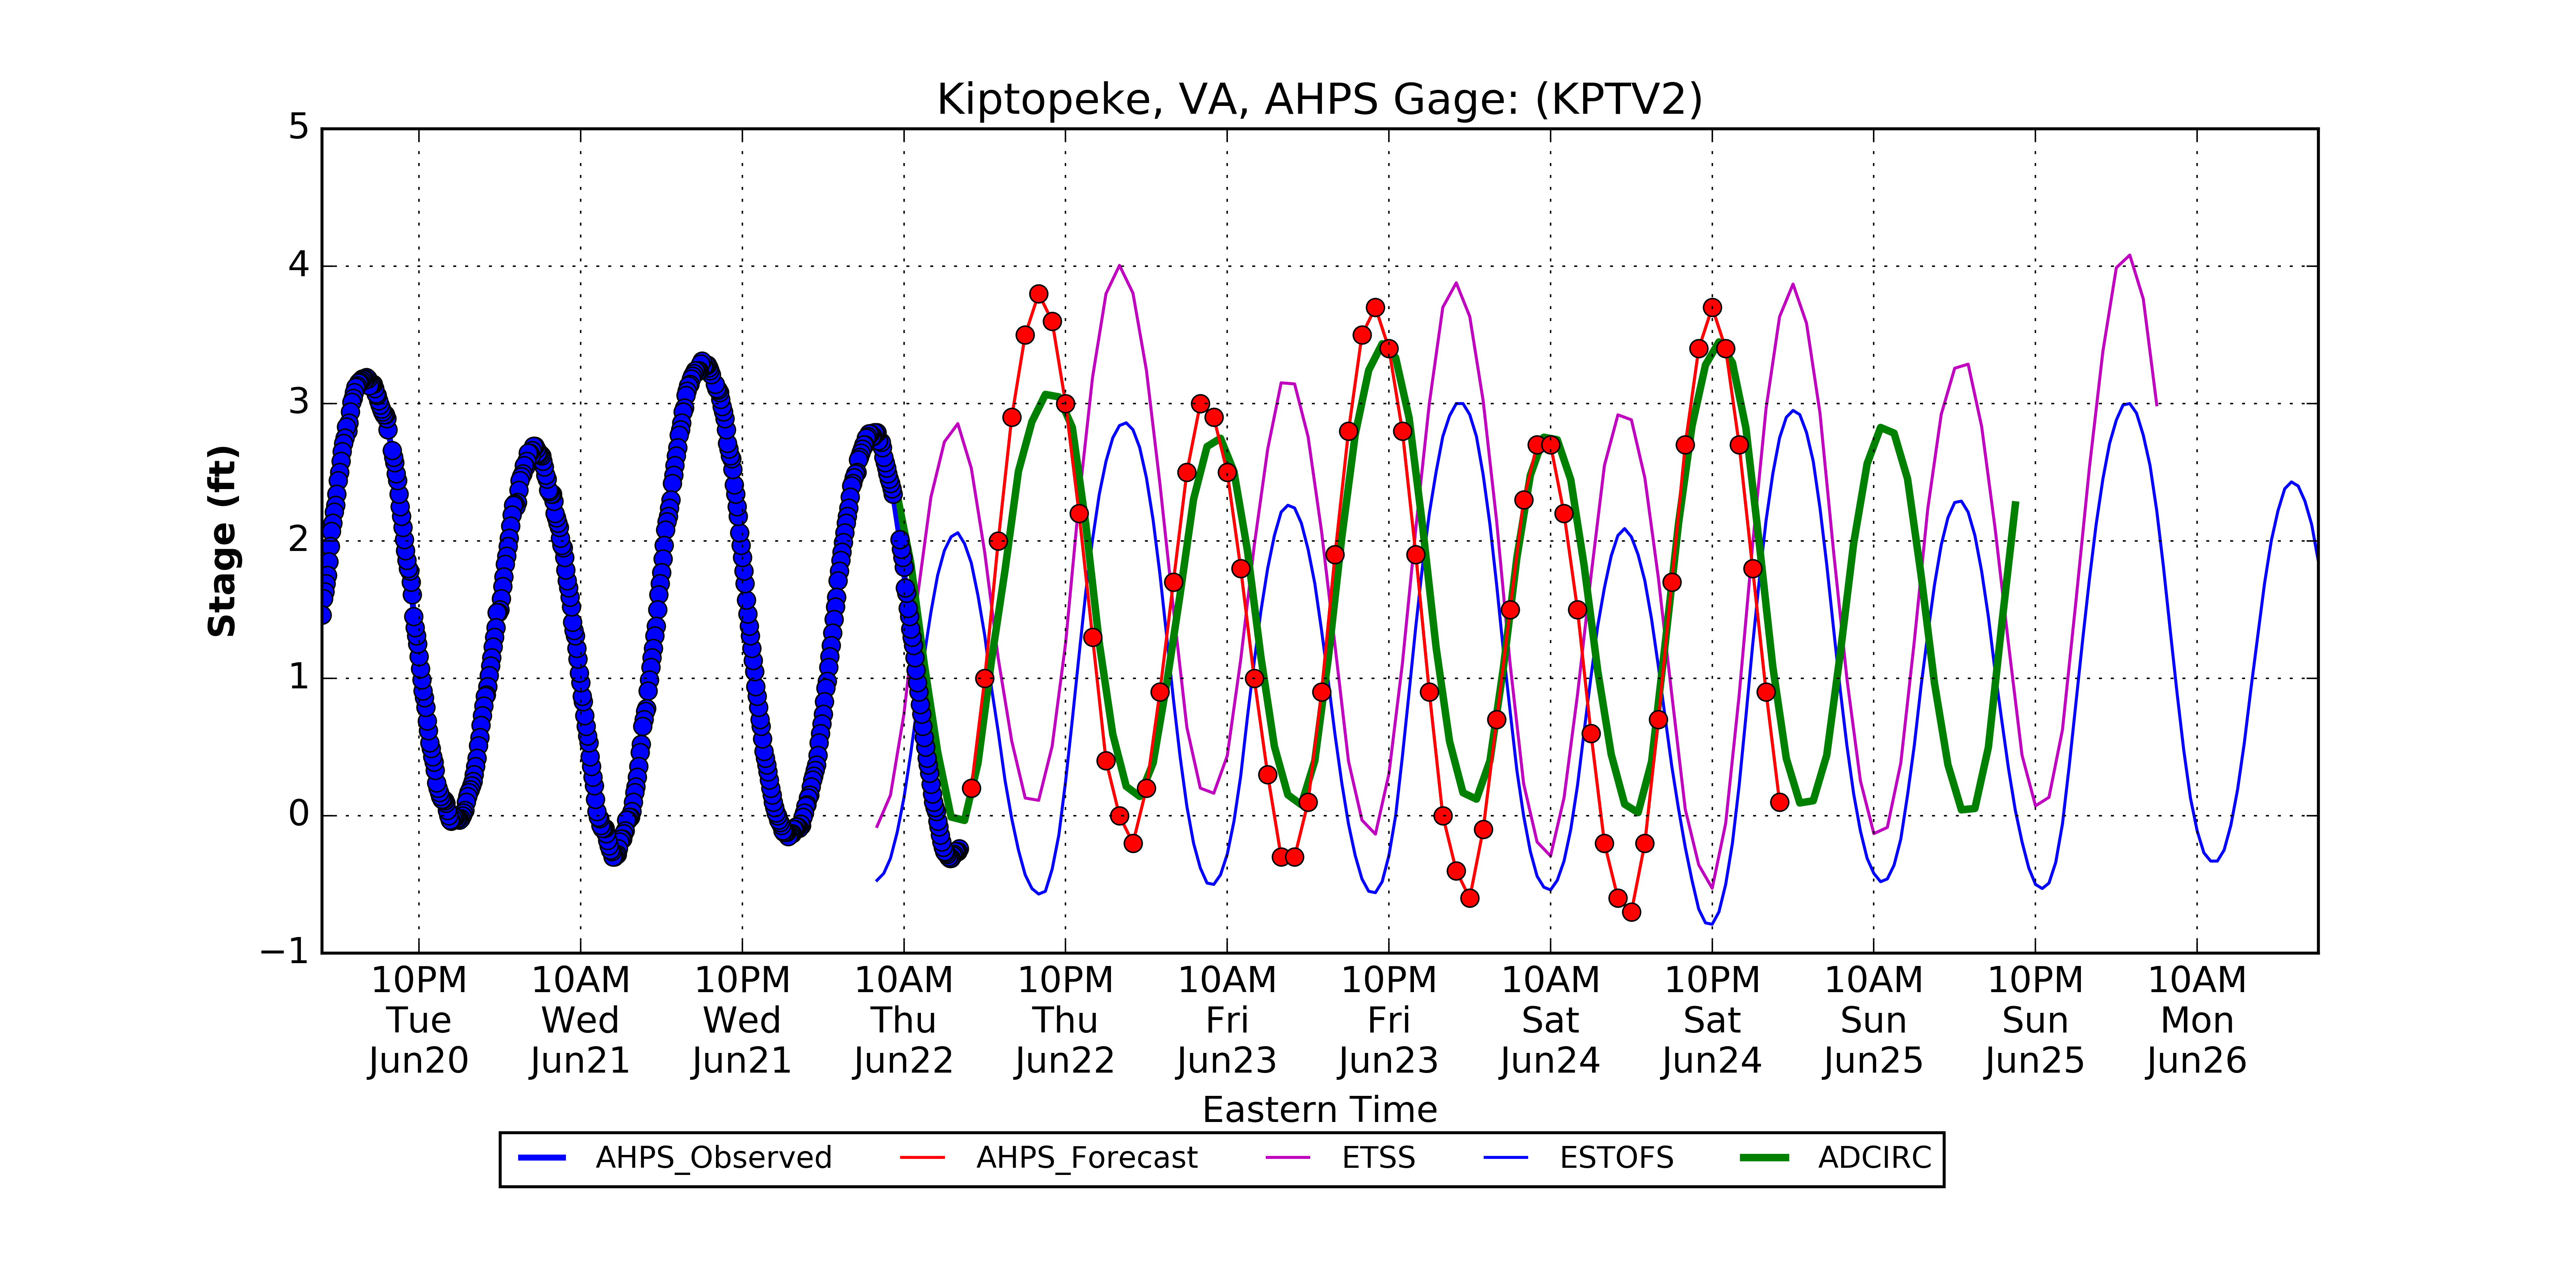 Kiptopeke, VA, AHPS Gage: (KPTV2)
5
4
3
2
1
0
−1
Stage (ft)
10PM 10AM 10PM 10AM 10PM 10AM 10PM 10AM 10PM 10AM 10PM 10AM
Tue Wed Wed Thu Thu Fri Fri Sat Sat Sun Sun Mon
Jun20 Jun21 Jun21 Jun22 Jun22 Jun23 Jun23 Jun24 Jun24 Jun25 Jun25 Jun26
Eastern Time
AHPS_Observed AHPS_Forecast ETSS ESTOFS ADCIRC